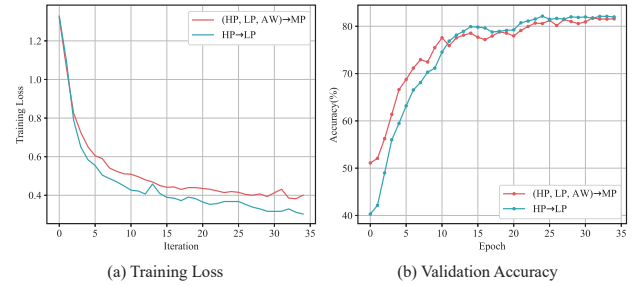 (HP, LP, AW)→MP
HP→LP
1.2
1.0
0.8
0.6
0.4
Training Loss
0
5
10
15
20
25
30
35
Iteration
(a) Training Loss
80
70
60
50
40
Accuracy(%)
(HP, LP, AW)→MP
HP→LP
0
5
10
15
20
25
30
35
Epoch
(b) Validation Accuracy